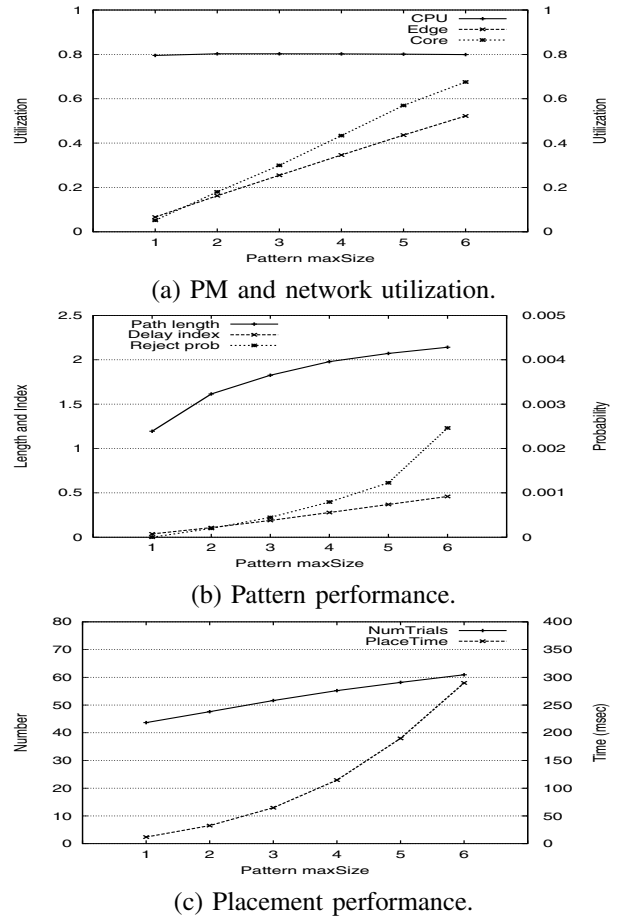 CPU
Edge
Core
1 1
0.8 0.8
0.6 0.6
0.4 0.4
0.2 0.2
0 0
Utilization
Utilization
1 2 3 4 5 6
Pattern maxSize
(a) PM and network utilization.
Path length
Delay index
Reject prob
2.5 0.005
2 0.004
1.5 0.003
1 0.002
0.5 0.001
0 0
Length and Index
Probability
1 2 3 4 5 6
Pattern maxSize
(b) Pattern performance.
NumTrials
PlaceTime
80 400
70 350
60 300
50 250
40 200
30 150
20 100
10 50
0 0
Number
Time (msec)
1 2 3 4 5 6
Pattern maxSize
(c) Placement performance.